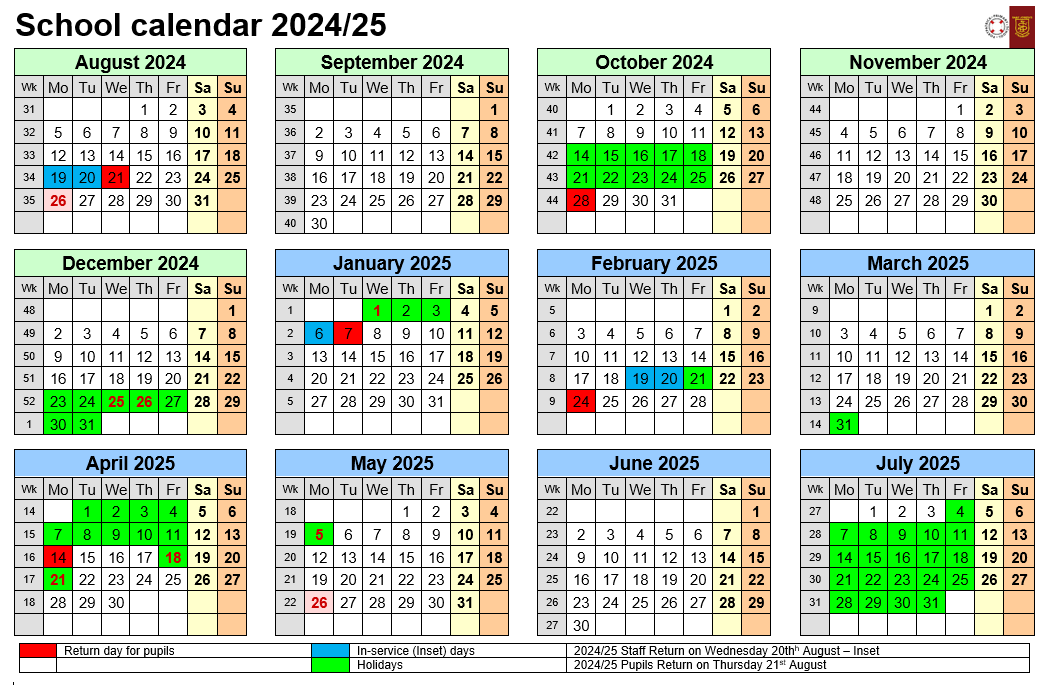 School calendar 2024/25
August 2024
Wk Mo Tu We Th Fr Sa Su
31 1 2 3 4
32 5 6 7 8 9 10 11
33 12 13 14 15 16 17 18
34 19 20 21 22 23 24 25
35 26 27 28 29 30 31
September 2024
Wk Mo Tu We Th Fr Sa Su
35 1
36 2 3 4 5 6 7 8
37 9 10 11 12 13 14 15
38 16 17 18 19 20 21 22
39 23 24 25 26 27 28 29
40 30
October 2024
Wk Mo Tu We Th Fr Sa Su
40 1 2 3 4 5 6
41 7 8 9 10 11 12 13
42 14 15 16 17 18 19 20
43 21 22 23 24 25 26 27
44 28 29 30 31
November 2024
Wk Mo Tu We Th Fr Sa Su
44 1 2 3
45 4 5 6 7 8 9 10
46 11 12 13 14 15 16 17
47 18 19 20 21 22 23 24
48 25 26 27 28 29 30
December 2024
Wk Mo Tu We Th Fr Sa Su
48 1
49 2 3 4 5 6 7 8
50 9 10 11 12 13 14 15
51 16 17 18 19 20 21 22
52 23 24 25 26 27 28 29
1 30 31
January 2025
Wk Mo Tu We Th Fr Sa Su
1 1 2 3 4 5
2 6 7 8 9 10 11 12
3 13 14 15 16 17 18 19
4 20 21 22 23 24 25 26
5 27 28 29 30 31
February 2025
Wk Mo Tu We Th Fr Sa Su
5 1 2
6 3 4 5 6 7 8 9
7 10 11 12 13 14 15 16
8 17 18 19 20 21 22 23
9 24 25 26 27 28
March 2025
Wk Mo Tu We Th Fr Sa Su
9 1 2
10 3 4 5 6 7 8 9
11 10 11 12 13 14 15 16
12 17 18 19 20 21 22 23
13 24 25 26 27 28 29 30
14 31
April 2025
Wk Mo Tu We Th Fr Sa Su
14 1 2 3 4 5 6
15 7 8 9 10 11 12 13
16 14 15 16 17 18 19 20
17 21 22 23 24 25 26 27
18 28 29 30
May 2025
Wk Mo Tu We Th Fr Sa Su
18 1 2 3 4
19 5 6 7 8 9 10 11
20 12 13 14 15 16 17 18
21 19 20 21 22 23 24 25
22 26 27 28 29 30 31
June 2025
Wk Mo Tu We Th Fr Sa Su
22 1
23 2 3 4 5 6 7 8
24 9 10 11 12 13 14 15
25 16 17 18 19 20 21 22
26 23 24 25 26 27 28 29
27 30
July 2025
Wk Mo Tu We Th Fr Sa Su
27 1 2 3 4 5 6
28 7 8 9 10 11 12 13
29 14 15 16 17 18 19 20
30 21 22 23 24 25 26 27
31 28 29 30 31
Return day for pupils In-service (Inset) days 2024/25 Staff Return on Wednesday 20thʰ August – Inset
Holidays 2024/25 Pupils Return on Thursday 21ˢᵗ August